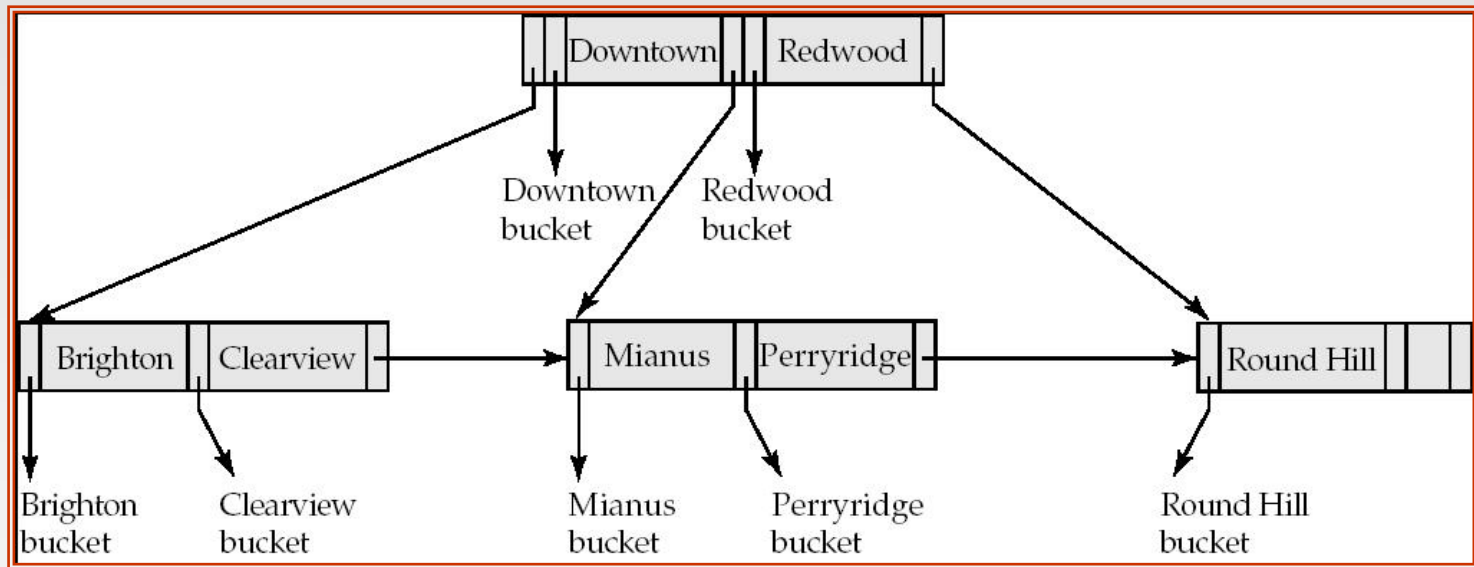 Downtown Redwood
Downtown
bucket
Redwood
bucket
Brighton Clearview
Mianus Perryridge
Round Hill
Brighton
bucket
Clearview
bucket
Mianus
bucket
Perryridge
bucket
Round Hill
bucket